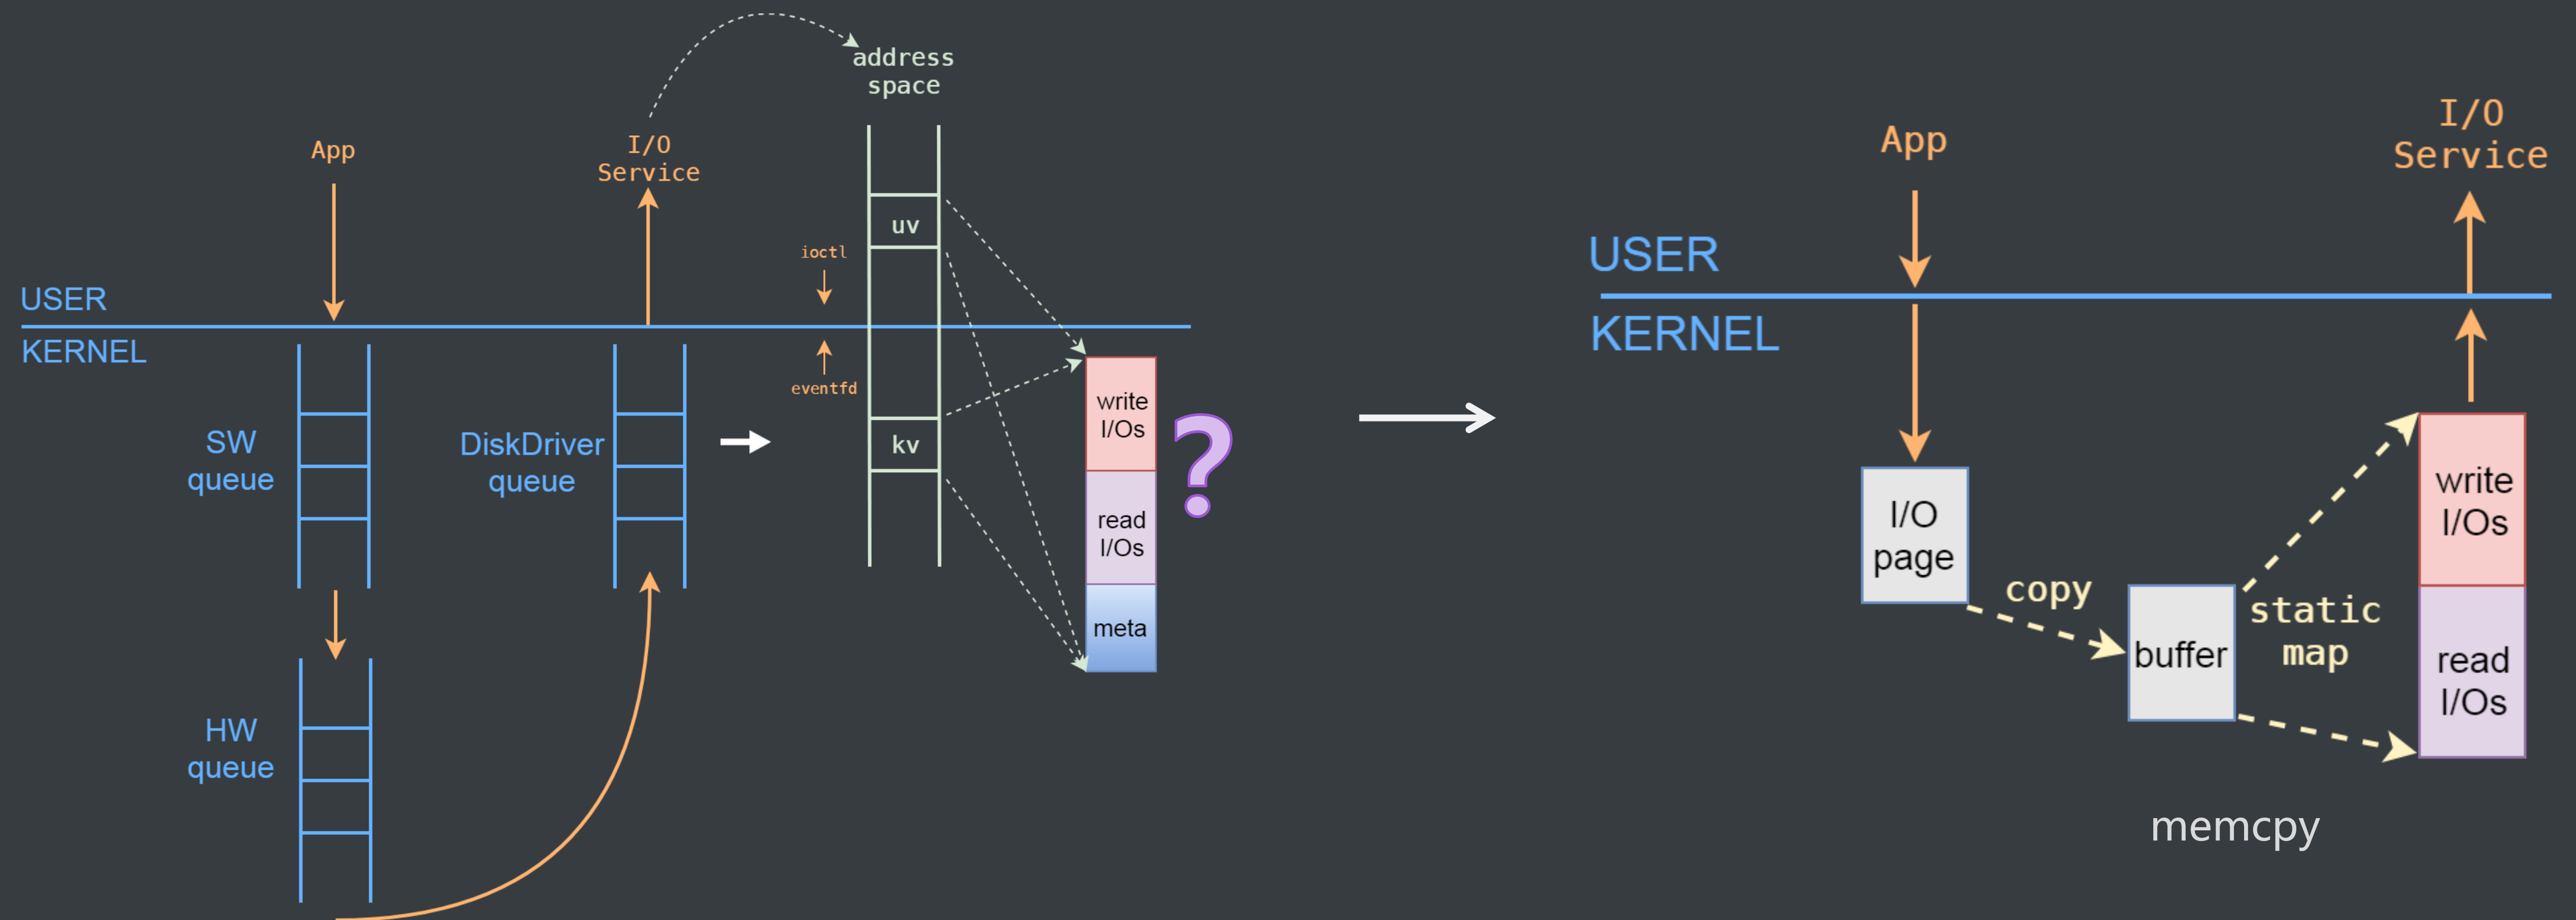 address
space
App
I/O
Service
uv
ioctl
USER
KERNEL
eventfd
SW
queue
DiskDriver
queue
kv
write
I/Os
?
read
I/Os
meta
HW
queue
App
I/O
Service
USER
KERNEL
I/O
page
copy
buffer
static
map
write
I/Os
read
I/Os
memcpy